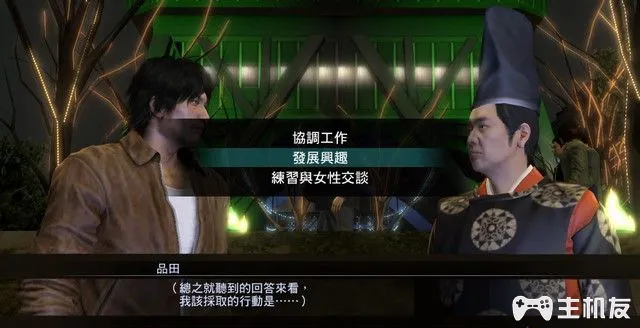 協調工作
發展興趣
練習與女性交談
品田
(總之就聽到的回答來看，
我該採取的行動是……)
主机友